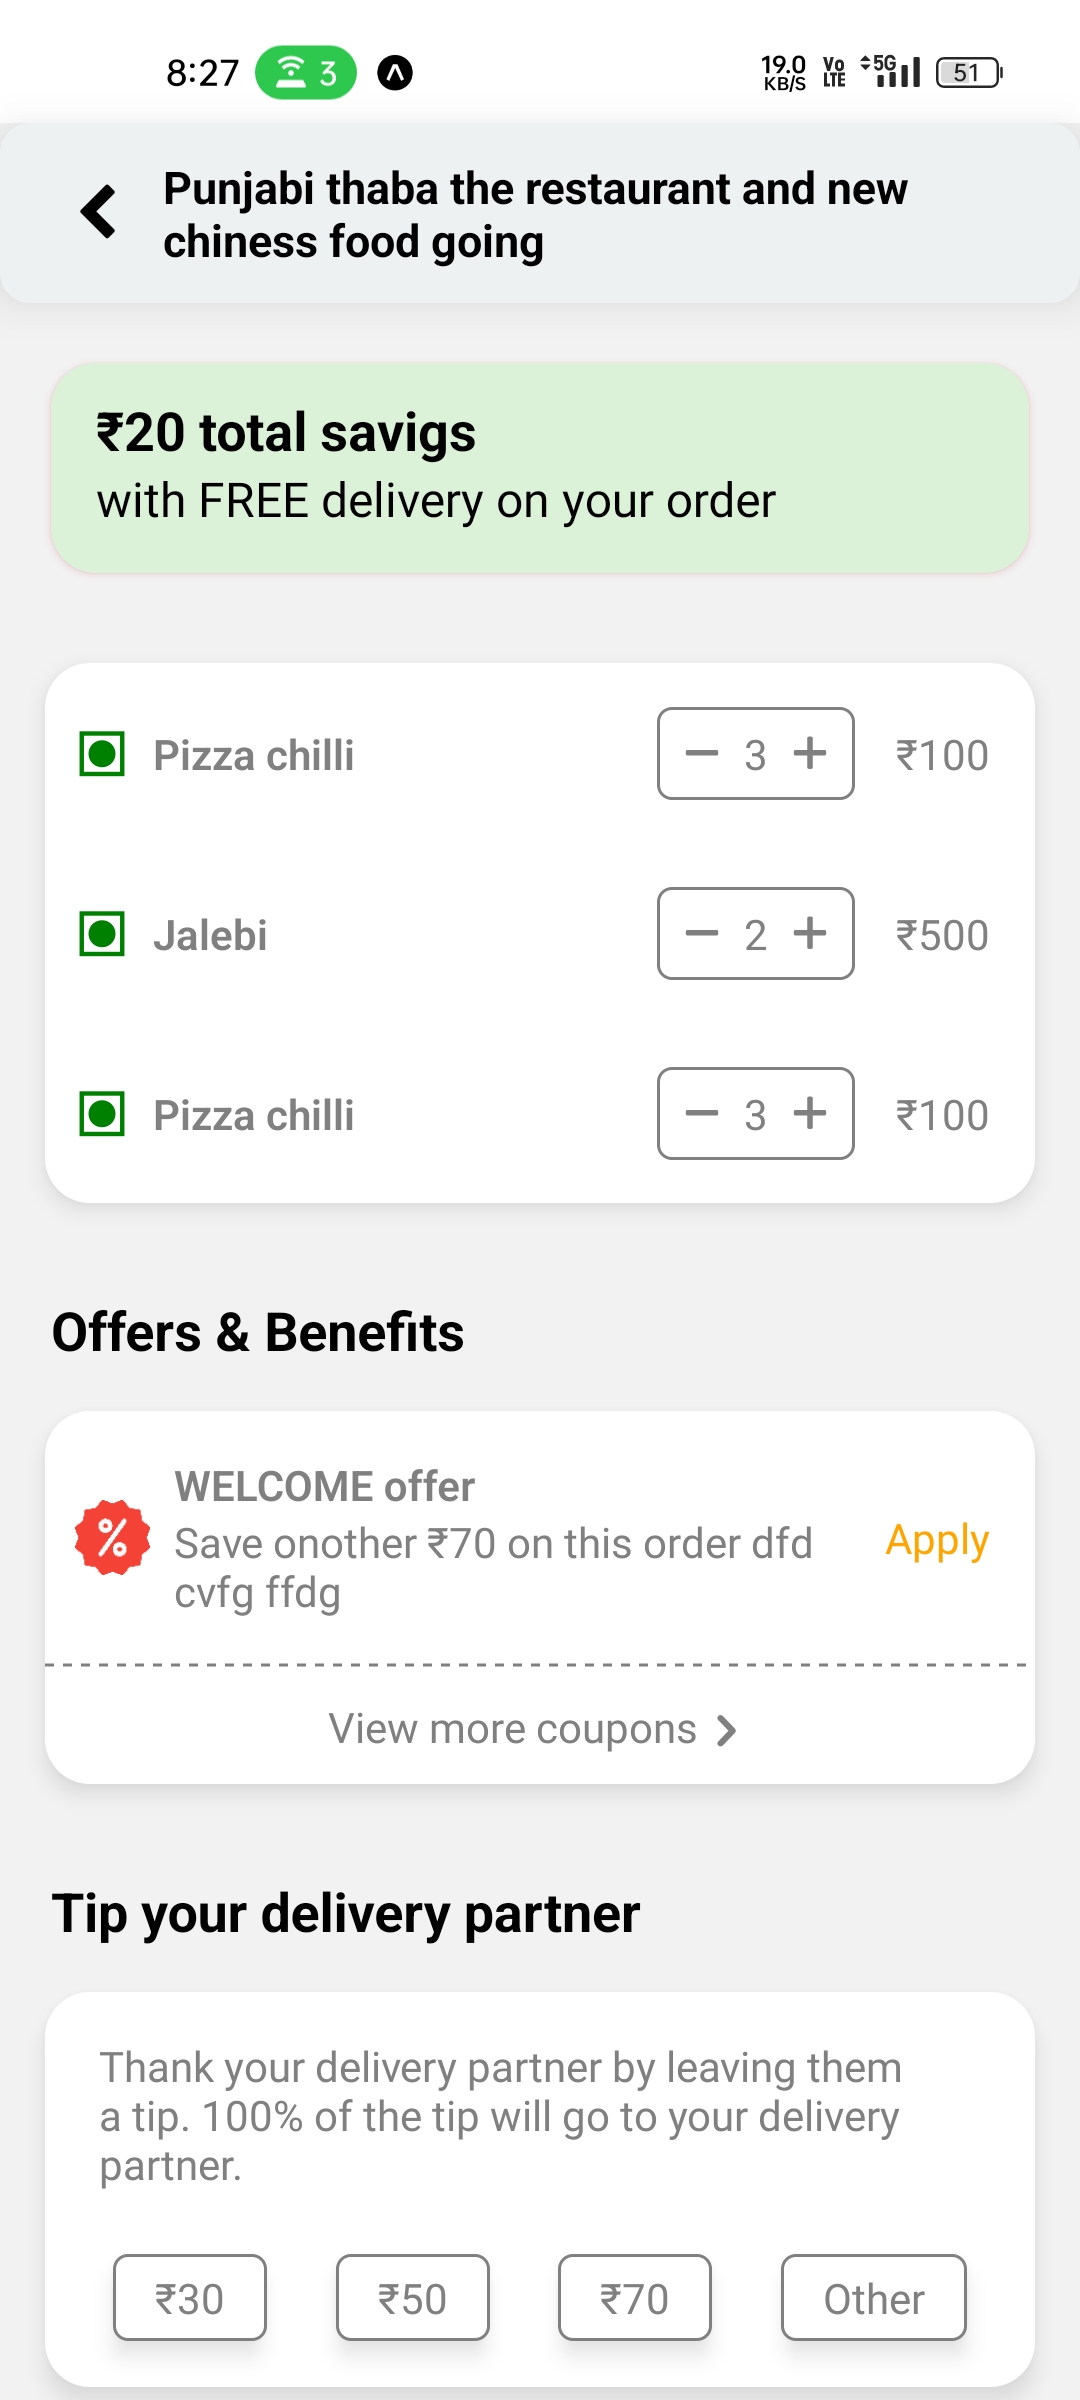 8:27 3 19.0 KB/S Vo LTE 5G 51
Punjabi thaba the restaurant and new
chiness food going
₹20 total savigs
with FREE delivery on your order
Pizza chilli 3 ₹100
Jalebi 2 ₹500
Pizza chilli 3 ₹100
Offers & Benefits
WELCOME offer
Save onother ₹70 on this order dfd
cvfg ffdg
Apply
View more coupons
Tip your delivery partner
Thank your delivery partner by leaving them
a tip. 100% of the tip will go to your delivery
partner.
₹30 ₹50 ₹70 Other